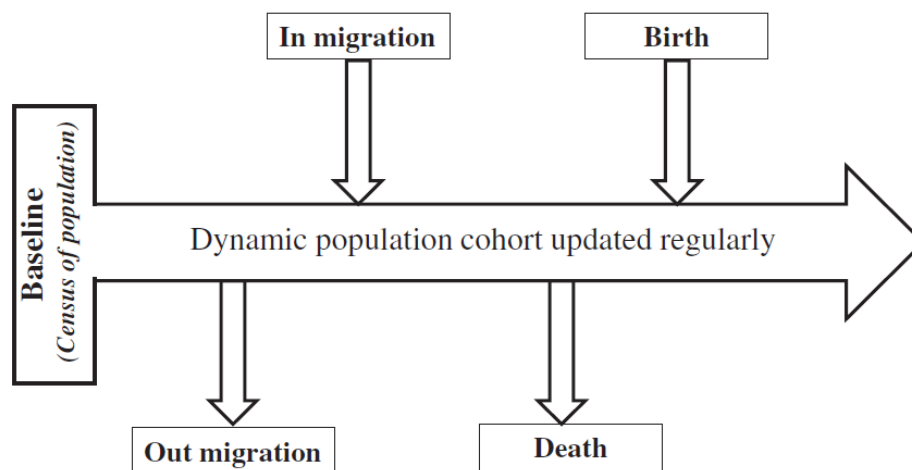 In migration
Birth
Baseline
(Census of population)
Dynamic population cohort updated regularly
Out migration
Death